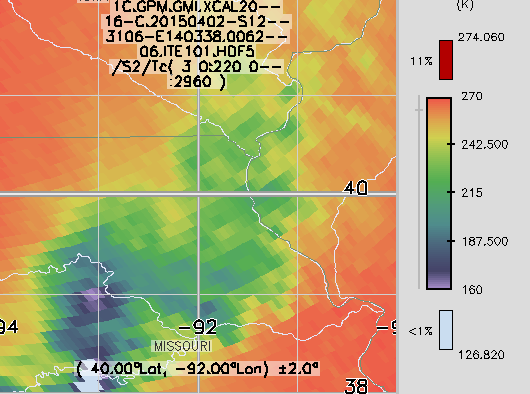 1C.GPM.GMI.XCAL20--
16-C.20150402-S12--
3106-E140338.0062--
06.ITE101.HDF5
/S2/Tc( 3 0:220 0--
:2960 )
(K)
274.060
11%
270
242.500
215
187.500
160
<1%
126.820
40
94
-92
-9
MISSOURI
( 40.00°Lat, -92.00°Lon) ±2.0°
38